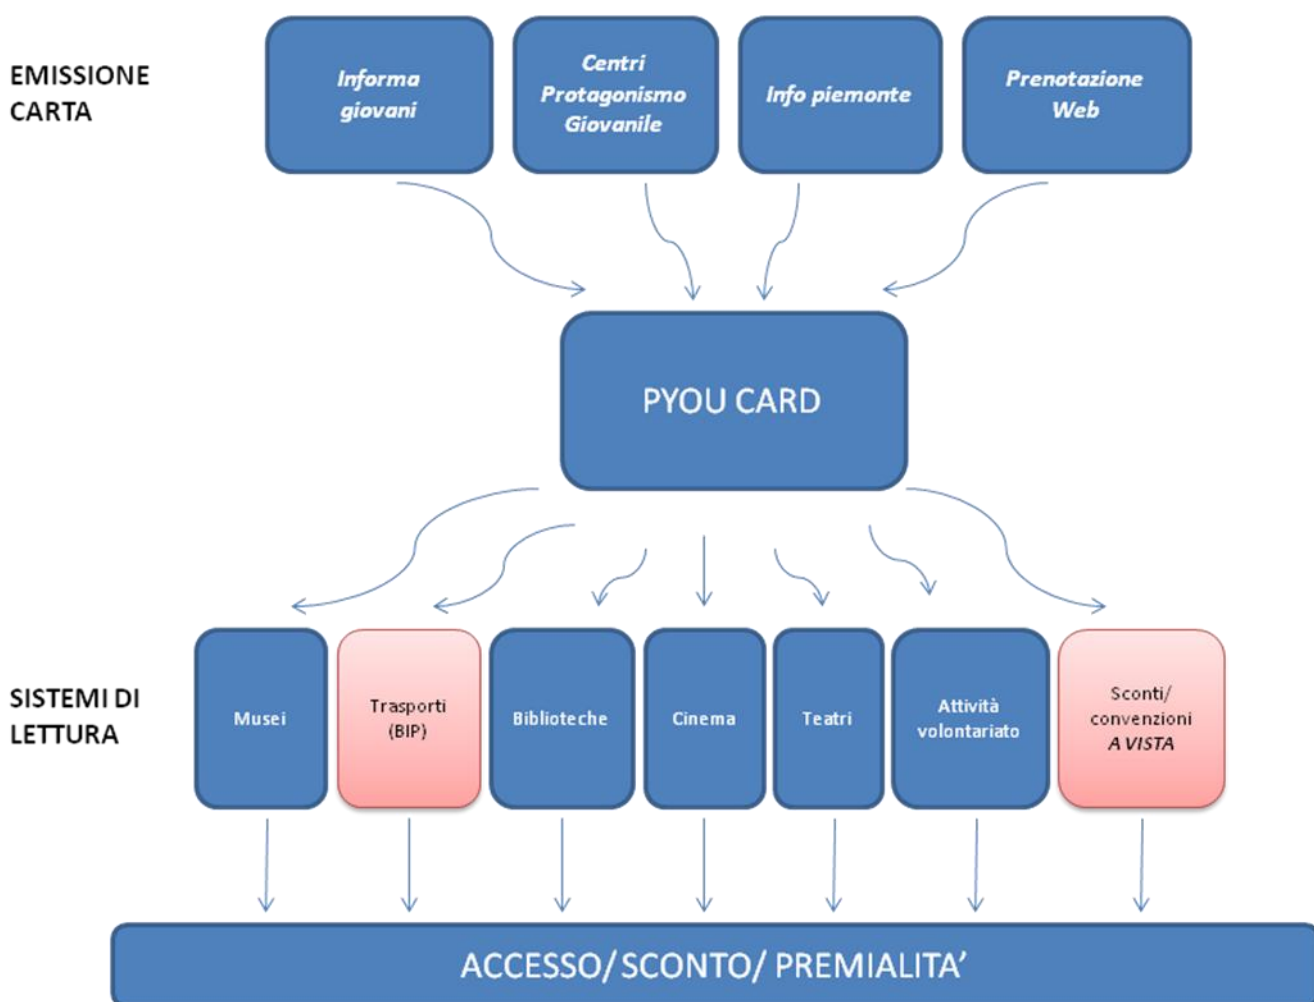 EMISSIONE
CARTA
Informa
giovani
Centri
Protagonismo
Giovanile
Info piemonte
Prenotazione
Web
PYOU CARD
SISTEMI DI
LETTURA
Musei
Trasporti
(BIP)
Biblioteche
Cinema
Teatri
Attività
volontariato
Sconti/
convenzioni
A VISTA
ACCESSO/ SCONTO/ PREMIALITA’